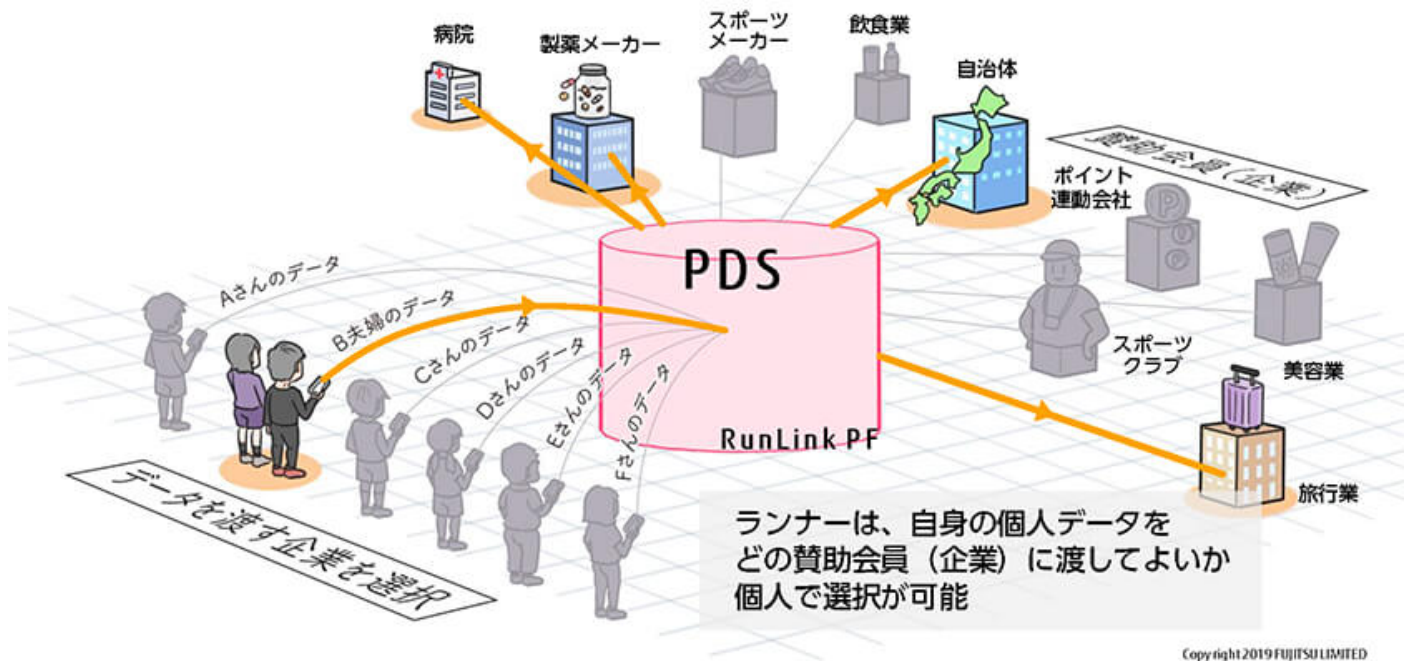 病院
製薬メーカー
スポーツ
メーカー
飲食業
自治体
賛助会員(企業)
ポイント
連動会社
PDS
Aさんのデータ
B夫婦のデータ
Cさんのデータ
Dさんのデータ
Eさんのデータ
Fさんのデータ
スポーツ
クラブ
美容業
RunLink PF
旅行業
データを渡す企業を選択
ランナーは、自身の個人データを
どの賛助会員(企業)に渡してよいか
個人で選択が可能
Copyright 2019 FUJITSU LIMITED